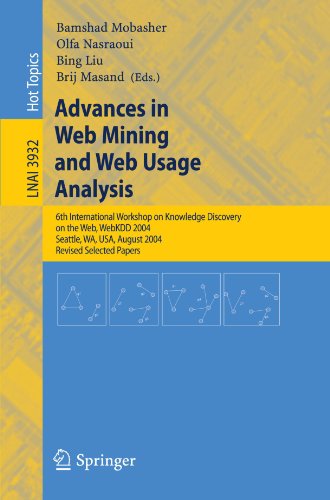 Bamshad Mobasher
Olfa Nasraoui
Bing Liu
Brij Masand (Eds.)
Hot Topics
LNAI 3932
Advances in
Web Mining
and Web Usage
Analysis
6th International Workshop on Knowledge Discovery
on the Web, WebKDD 2004
Seattle, WA, USA, August 2004
Revised Selected Papers
Springer